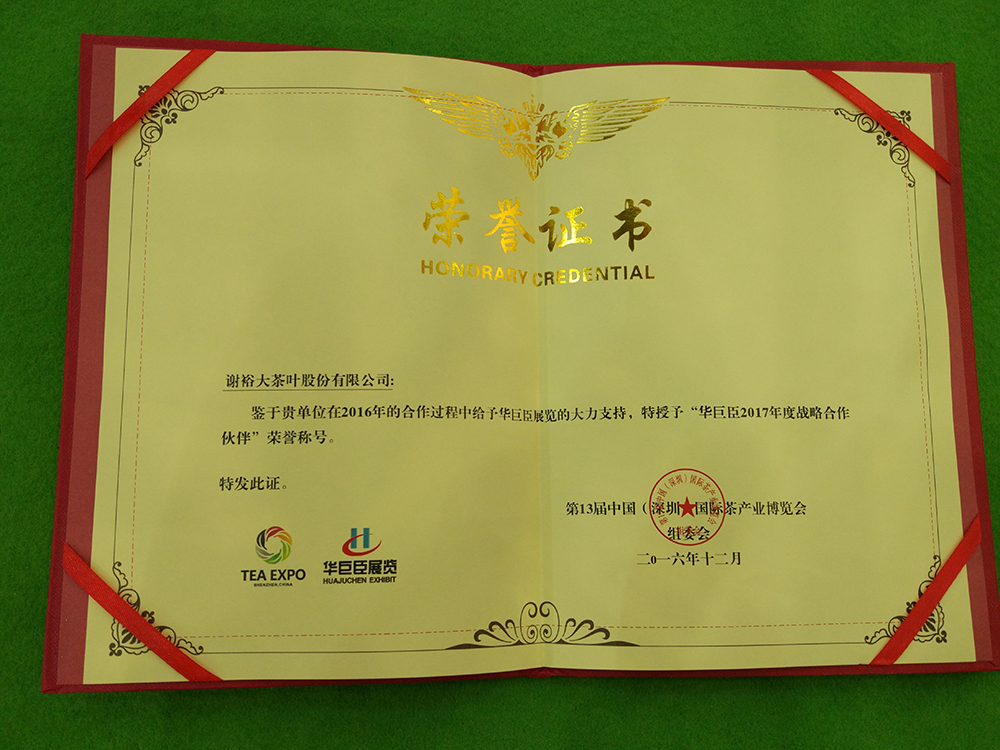 荣誉证书
HONORARY CREDENTIAL
谢裕大茶叶股份有限公司:
鉴于贵单位在2016年的合作过程中给予华巨臣展览的大力支持，特授予“华巨臣2017年度战略合作
伙伴”荣誉称号。
特发此证。
第13届中国（深圳）国际茶产业博览会
组委会
二0一六年十二月
TEA EXPO
SHENZHEN,CHINA
华巨臣展览
HUAJUCHEN EXHIBIT